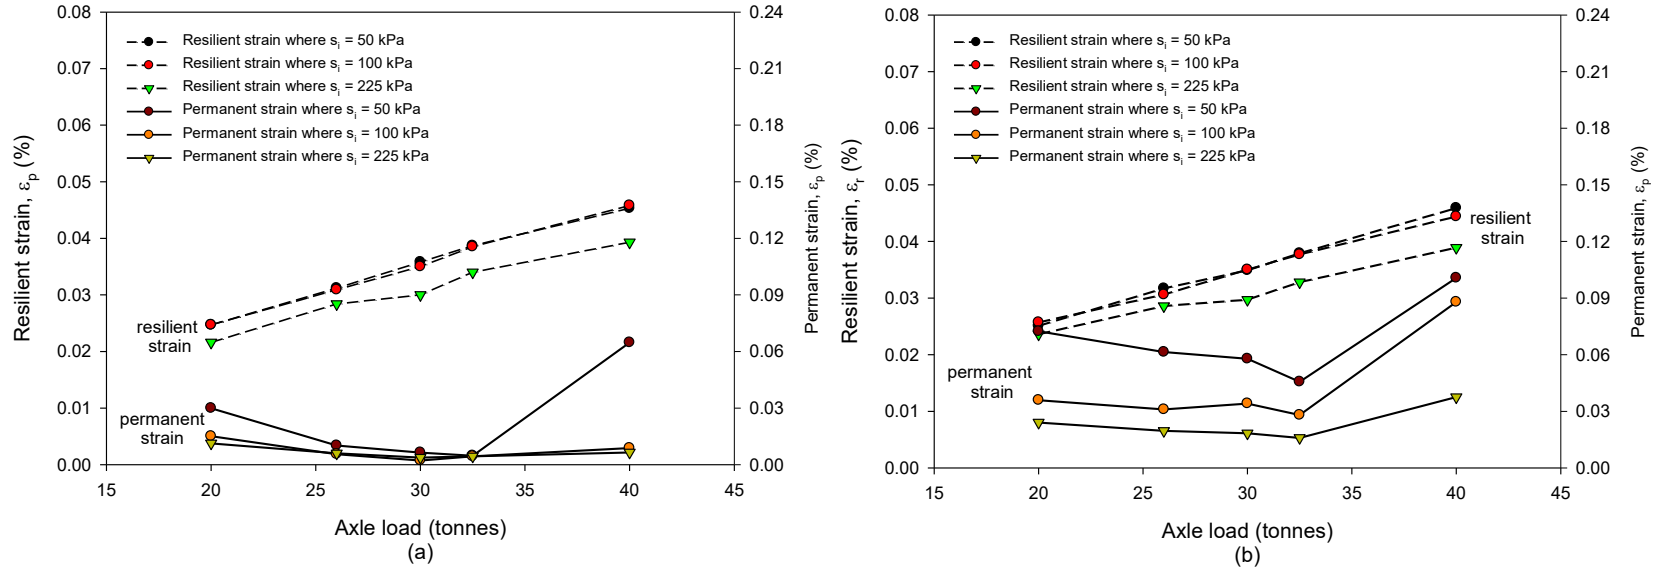 0.08
0.07
0.06
0.05
0.04
0.03
0.02
0.01
0.00
Resilient strain, εp (%)
Resilient strain where si = 50 kPa
Resilient strain where si = 100 kPa
Resilient strain where si = 225 kPa
Permanent strain where si = 50 kPa
Permanent strain where si = 100 kPa
Permanent strain where si = 225 kPa
resilient
strain
permanent
strain
0.24
0.21
0.18
0.15
0.12
0.09
0.06
0.03
0.00
Permanent strain, εp (%)
15 20 25 30 35 40 45
Axle load (tonnes)
(a)
0.08
0.07
0.06
0.05
0.04
0.03
0.02
0.01
0.00
Resilient strain, εr (%)
Resilient strain where si = 50 kPa
Resilient strain where si = 100 kPa
Resilient strain where si = 225 kPa
Permanent strain where si = 50 kPa
Permanent strain where si = 100 kPa
Permanent strain where si = 225 kPa
resilient
strain
permanent
strain
0.24
0.21
0.18
0.15
0.12
0.09
0.06
0.03
0.00
Permanent strain, εp (%)
15 20 25 30 35 40 45
Axle load (tonnes)
(b)